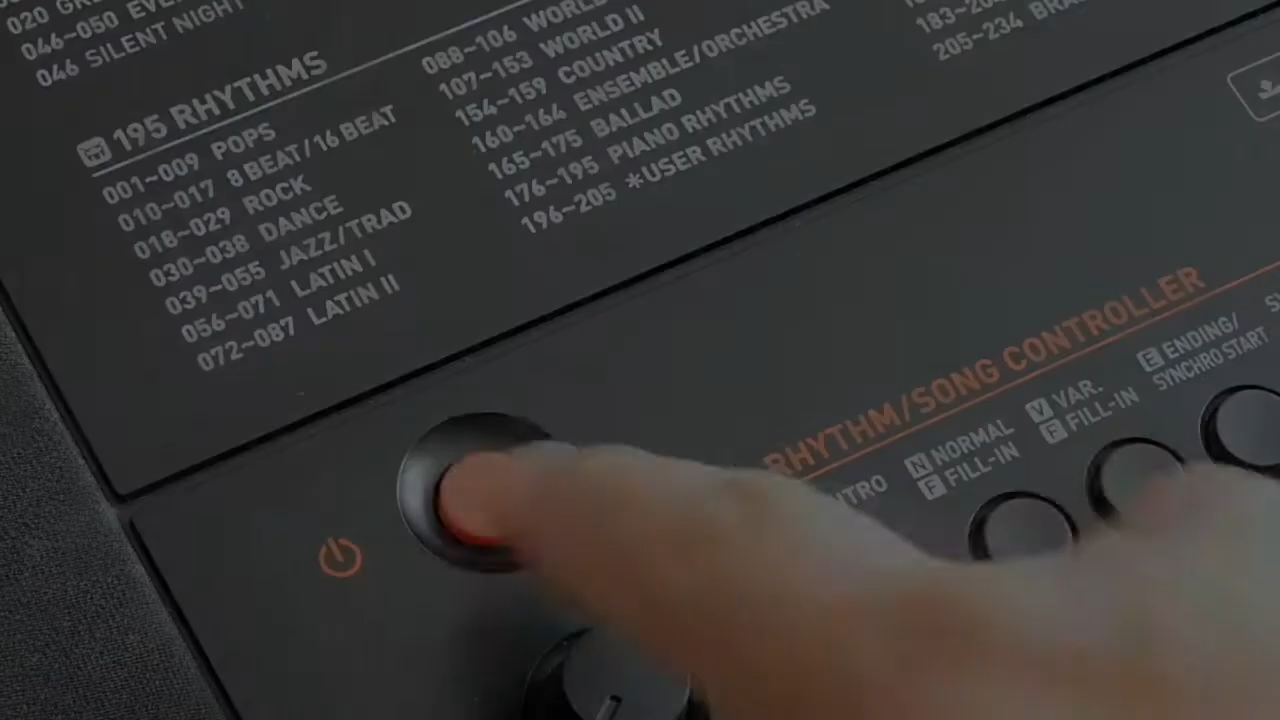 020
046~050
046 SILENT NIGHT
195 RHYTHMS
001~009 POPS
010~017 8 BEAT/16 BEAT
018~029 ROCK
030~038 DANCE
039~055 JAZZ/TRAD
056~071 LATIN I
072~087 LATIN II
088~106 WORLD
107~153 WORLD II
154~159 COUNTRY
160~164 ENSEMBLE/ORCHESTRA
165~175 BALLAD
176~195 PIANO RHYTHMS
196~205 *USER RHYTHMS
205~234
RHYTHM/SONG CONTROLLER
N NORMAL
F FILL-IN
V VAR.
F FILL-IN
E ENDING/
SYNCHRO START